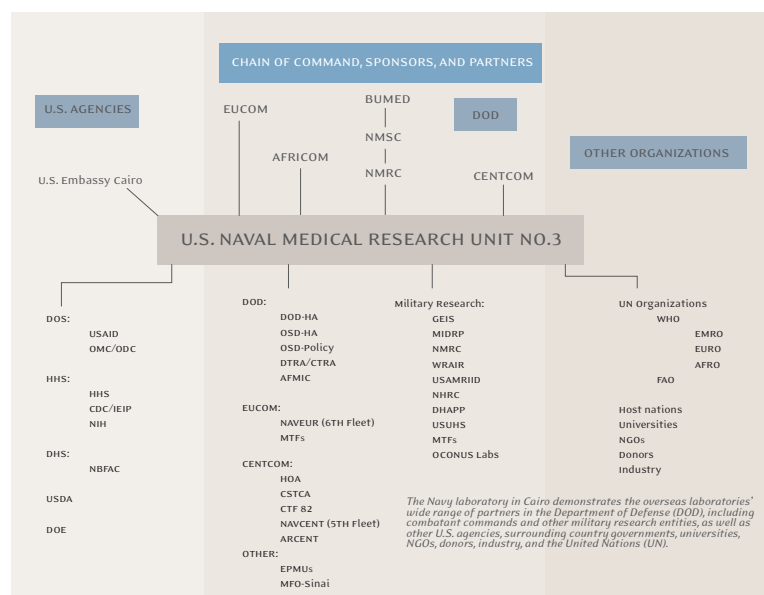 CHAIN OF COMMAND, SPONSORS, AND PARTNERS
U.S. AGENCIES
U.S. Embassy Cairo
EUCOM
AFRICOM
BUMED
NMSC
NMRC
DOD
CENTCOM
OTHER ORGANIZATIONS
U.S. NAVAL MEDICAL RESEARCH UNIT NO.3
DOS:
USAID
OMC/ODC
HHS:
HHS
CDC/IEIP
NIH
DHS:
NBFAC
USDA
DOE
DOD:
DOD-HA
OSD-HA
OSD-Policy
DTRA/CTRA
AFMIC
EUCOM:
NAVEUR (6TH Fleet)
MTFs
CENTCOM:
HOA
CSTCA
CTF 82
NAVCENT (5TH Fleet)
ARCENT
OTHER:
EPMUs
MFO-Sinai
Military Research:
GEIS
MIDRP
NMRC
WRAIR
USAMRIID
NHRC
DHAPP
USUHS
MTFs
OCONUS Labs
UN Organizations
WHO
EMRO
EURO
AFRO
FAO
Host nations
Universities
NGOs
Donors
Industry
The Navy laboratory in Cairo demonstrates the overseas laboratories'
wide range of partners in the Department of Defense (DOD), including
combatant commands and other military research entities, as well as
other U.S. agencies, surrounding country governments, universities,
NGOs, donors, industry, and the United Nations (UN).